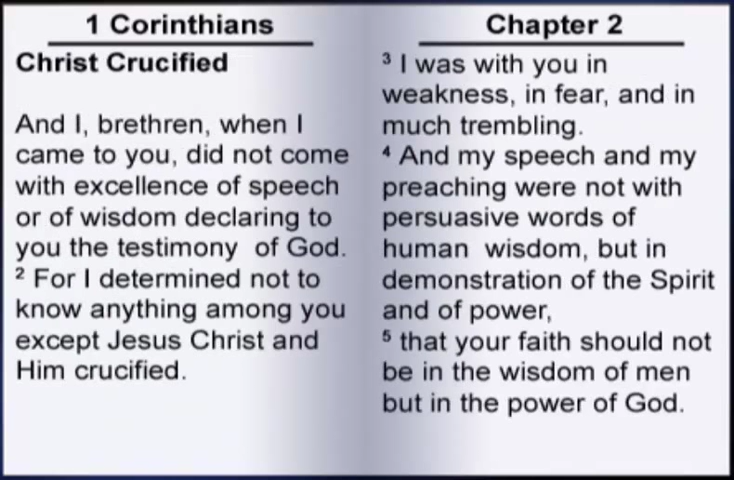 1 Corinthians
Christ Crucified
And I, brethren, when I
came to you, did not come
with excellence of speech
or of wisdom declaring to
you the testimony of God.
² For I determined not to
know anything among you
except Jesus Christ and
Him crucified.
Chapter 2
³ I was with you in
weakness, in fear, and in
much trembling.
⁴ And my speech and my
preaching were not with
persuasive words of
human wisdom, but in
demonstration of the Spirit
and of power,
⁵ that your faith should not
be in the wisdom of men
but in the power of God.